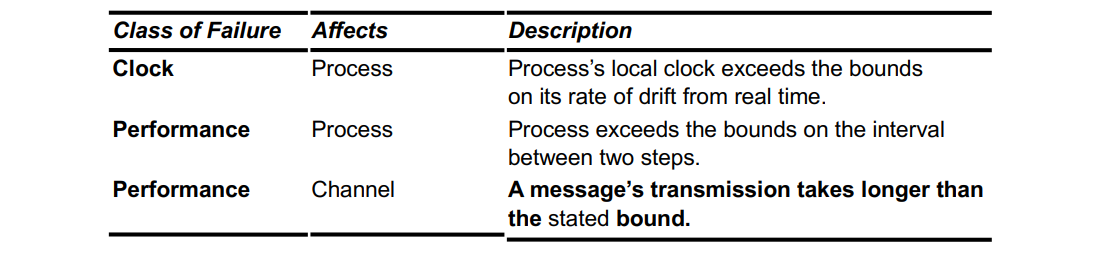 Class of Failure Affects Description
Clock Process Process's local clock exceeds the bounds
on its rate of drift from real time.
Performance Process Process exceeds the bounds on the interval
between two steps.
Performance Channel A message's transmission takes longer than
the stated bound.